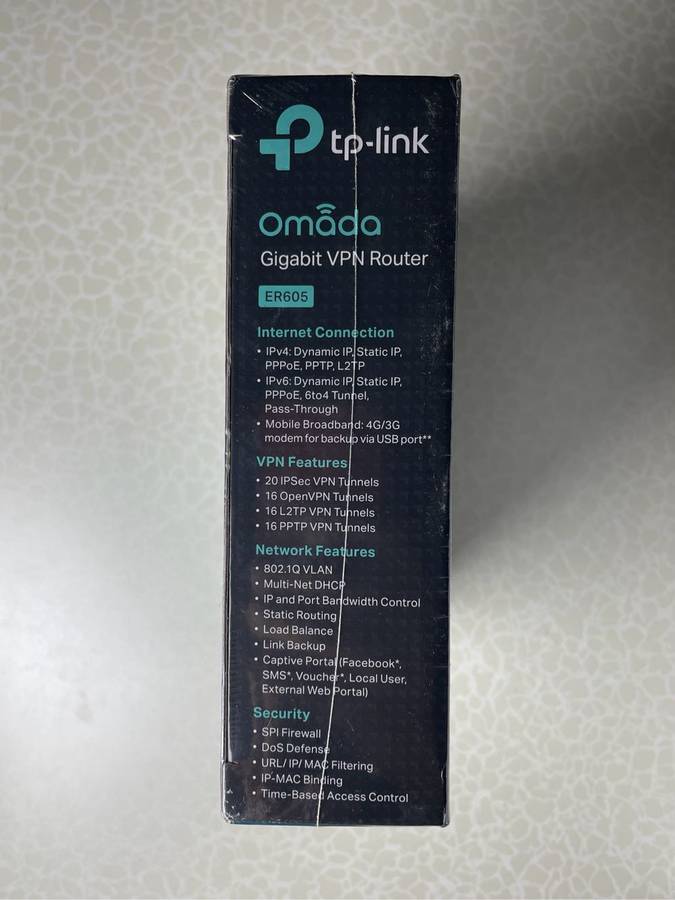 tp-link
Omada
Gigabit VPN Router
ER605
Internet Connection
• IPv4: Dynamic IP, Static IP,
PPPoE, PPTP, L2TP
• IPv6: Dynamic IP, Static IP,
PPPoE, 6to4 Tunnel,
Pass-Through
• Mobile Broadband: 4G/3G
modem for backup via USB port**
VPN Features
• 20 IPSec VPN Tunnels
• 16 OpenVPN Tunnels
• 16 L2TP VPN Tunnels
• 16 PPTP VPN Tunnels
Network Features
• 802.1Q VLAN
• Multi-Net DHCP
• IP and Port Bandwidth Control
• Static Routing
• Load Balance
• Link Backup
• Captive Portal (Facebook*,
SMS*, Voucher*, Local User,
External Web Portal)
Security
• SPI Firewall
• DoS Defense
• URL/ IP/ MAC Filtering
• IP-MAC Binding
• Time-Based Access Control